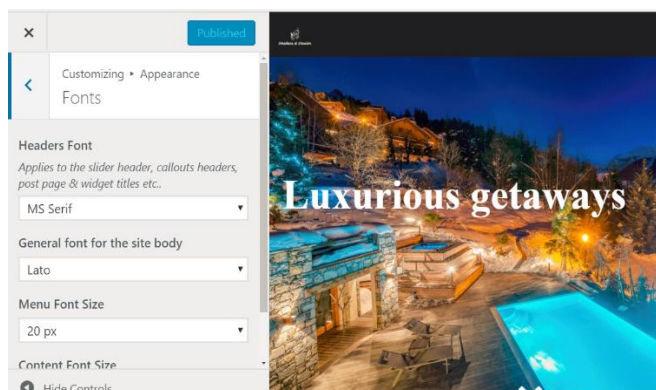 Published
Customizing ▸ Appearance
Fonts
Headers Font
Applies to the slider header, callouts headers,
post page & widget titles etc..
MS Serif
General font for the site body
Lato
Menu Font Size
20 px
Content Font Size
Hide Controls
Luxurious getaways